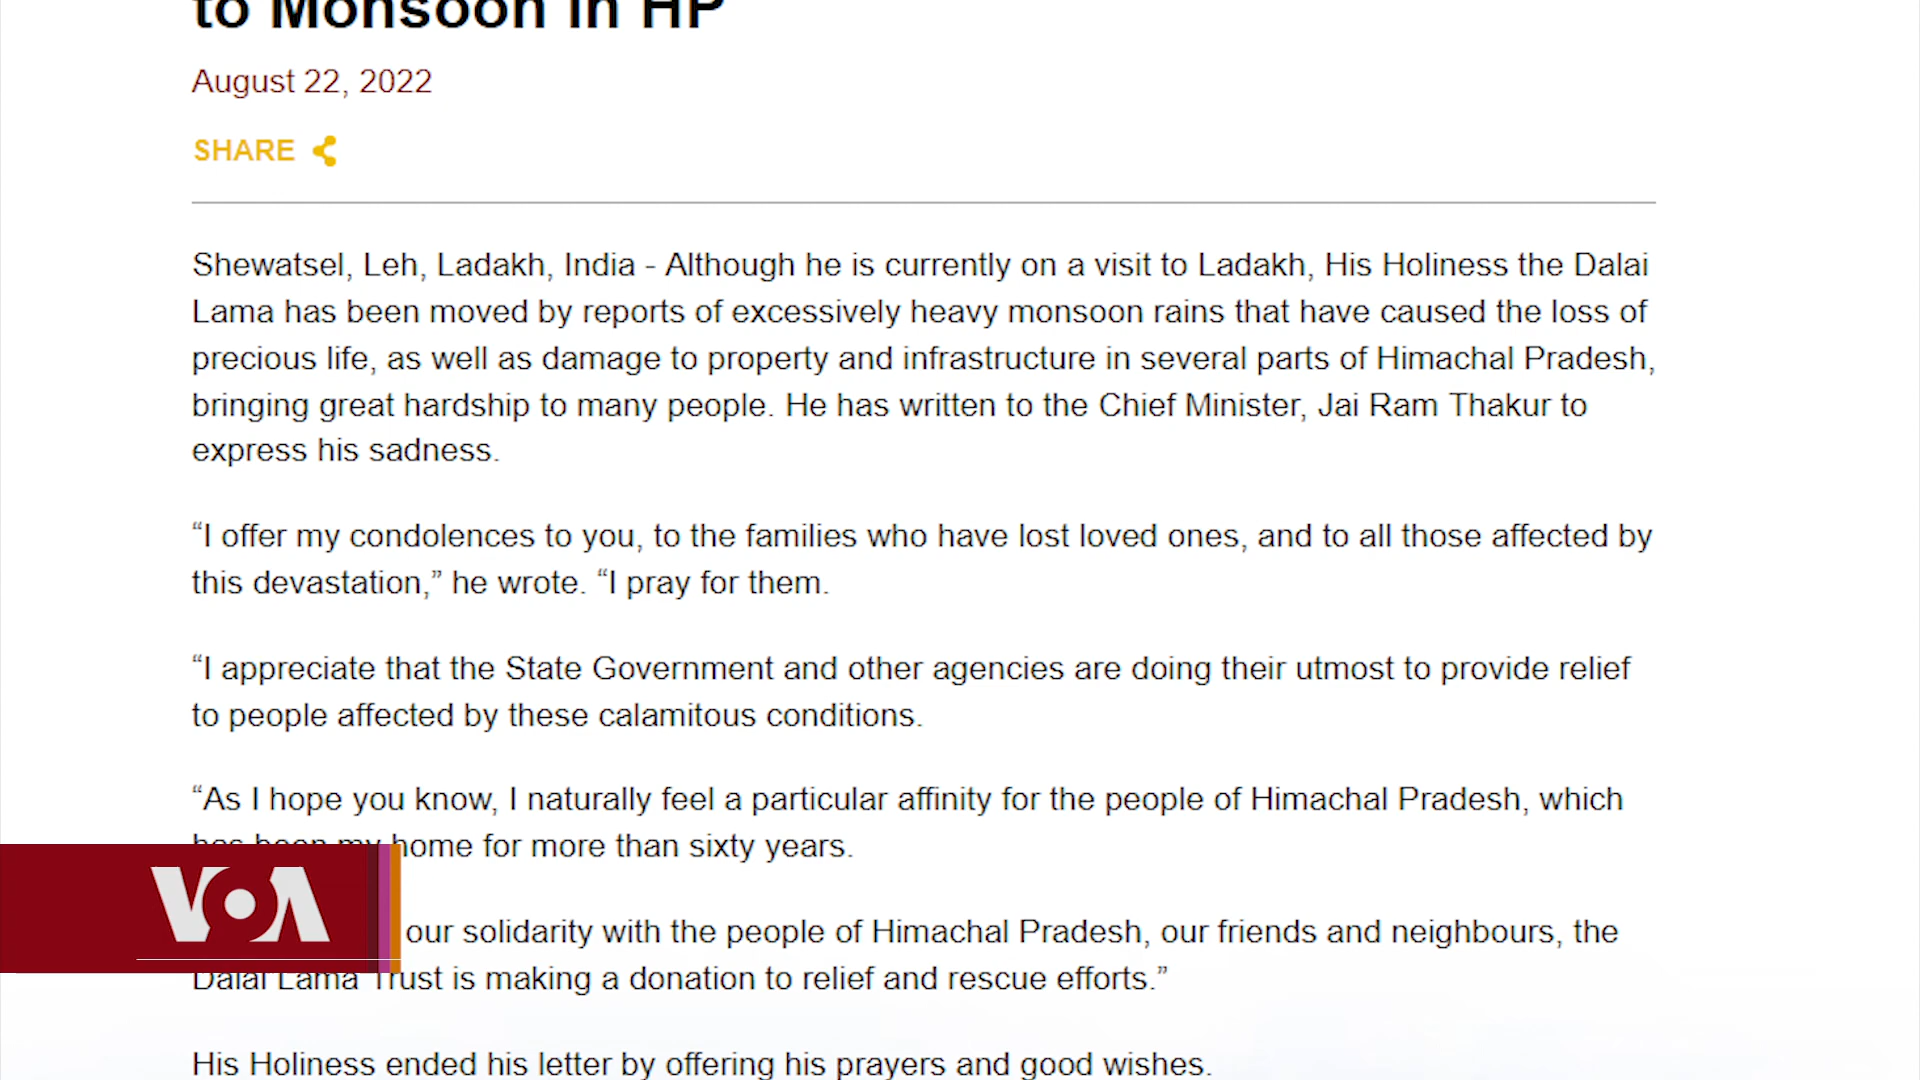 to Monsoon in HP
August 22, 2022
SHARE
Shewatsel, Leh, Ladakh, India - Although he is currently on a visit to Ladakh, His Holiness the Dalai
Lama has been moved by reports of excessively heavy monsoon rains that have caused the loss of
precious life, as well as damage to property and infrastructure in several parts of Himachal Pradesh,
bringing great hardship to many people. He has written to the Chief Minister, Jai Ram Thakur to
express his sadness.
“I offer my condolences to you, to the families who have lost loved ones, and to all those affected by
this devastation,” he wrote. “I pray for them.
“I appreciate that the State Government and other agencies are doing their utmost to provide relief
to people affected by these calamitous conditions.
“As I hope you know, I naturally feel a particular affinity for the people of Himachal Pradesh, which
has been my home for more than sixty years.
our solidarity with the people of Himachal Pradesh, our friends and neighbours, the
Dalai Lama Trust is making a donation to relief and rescue efforts.”
His Holiness ended his letter by offering his prayers and good wishes.
VOA